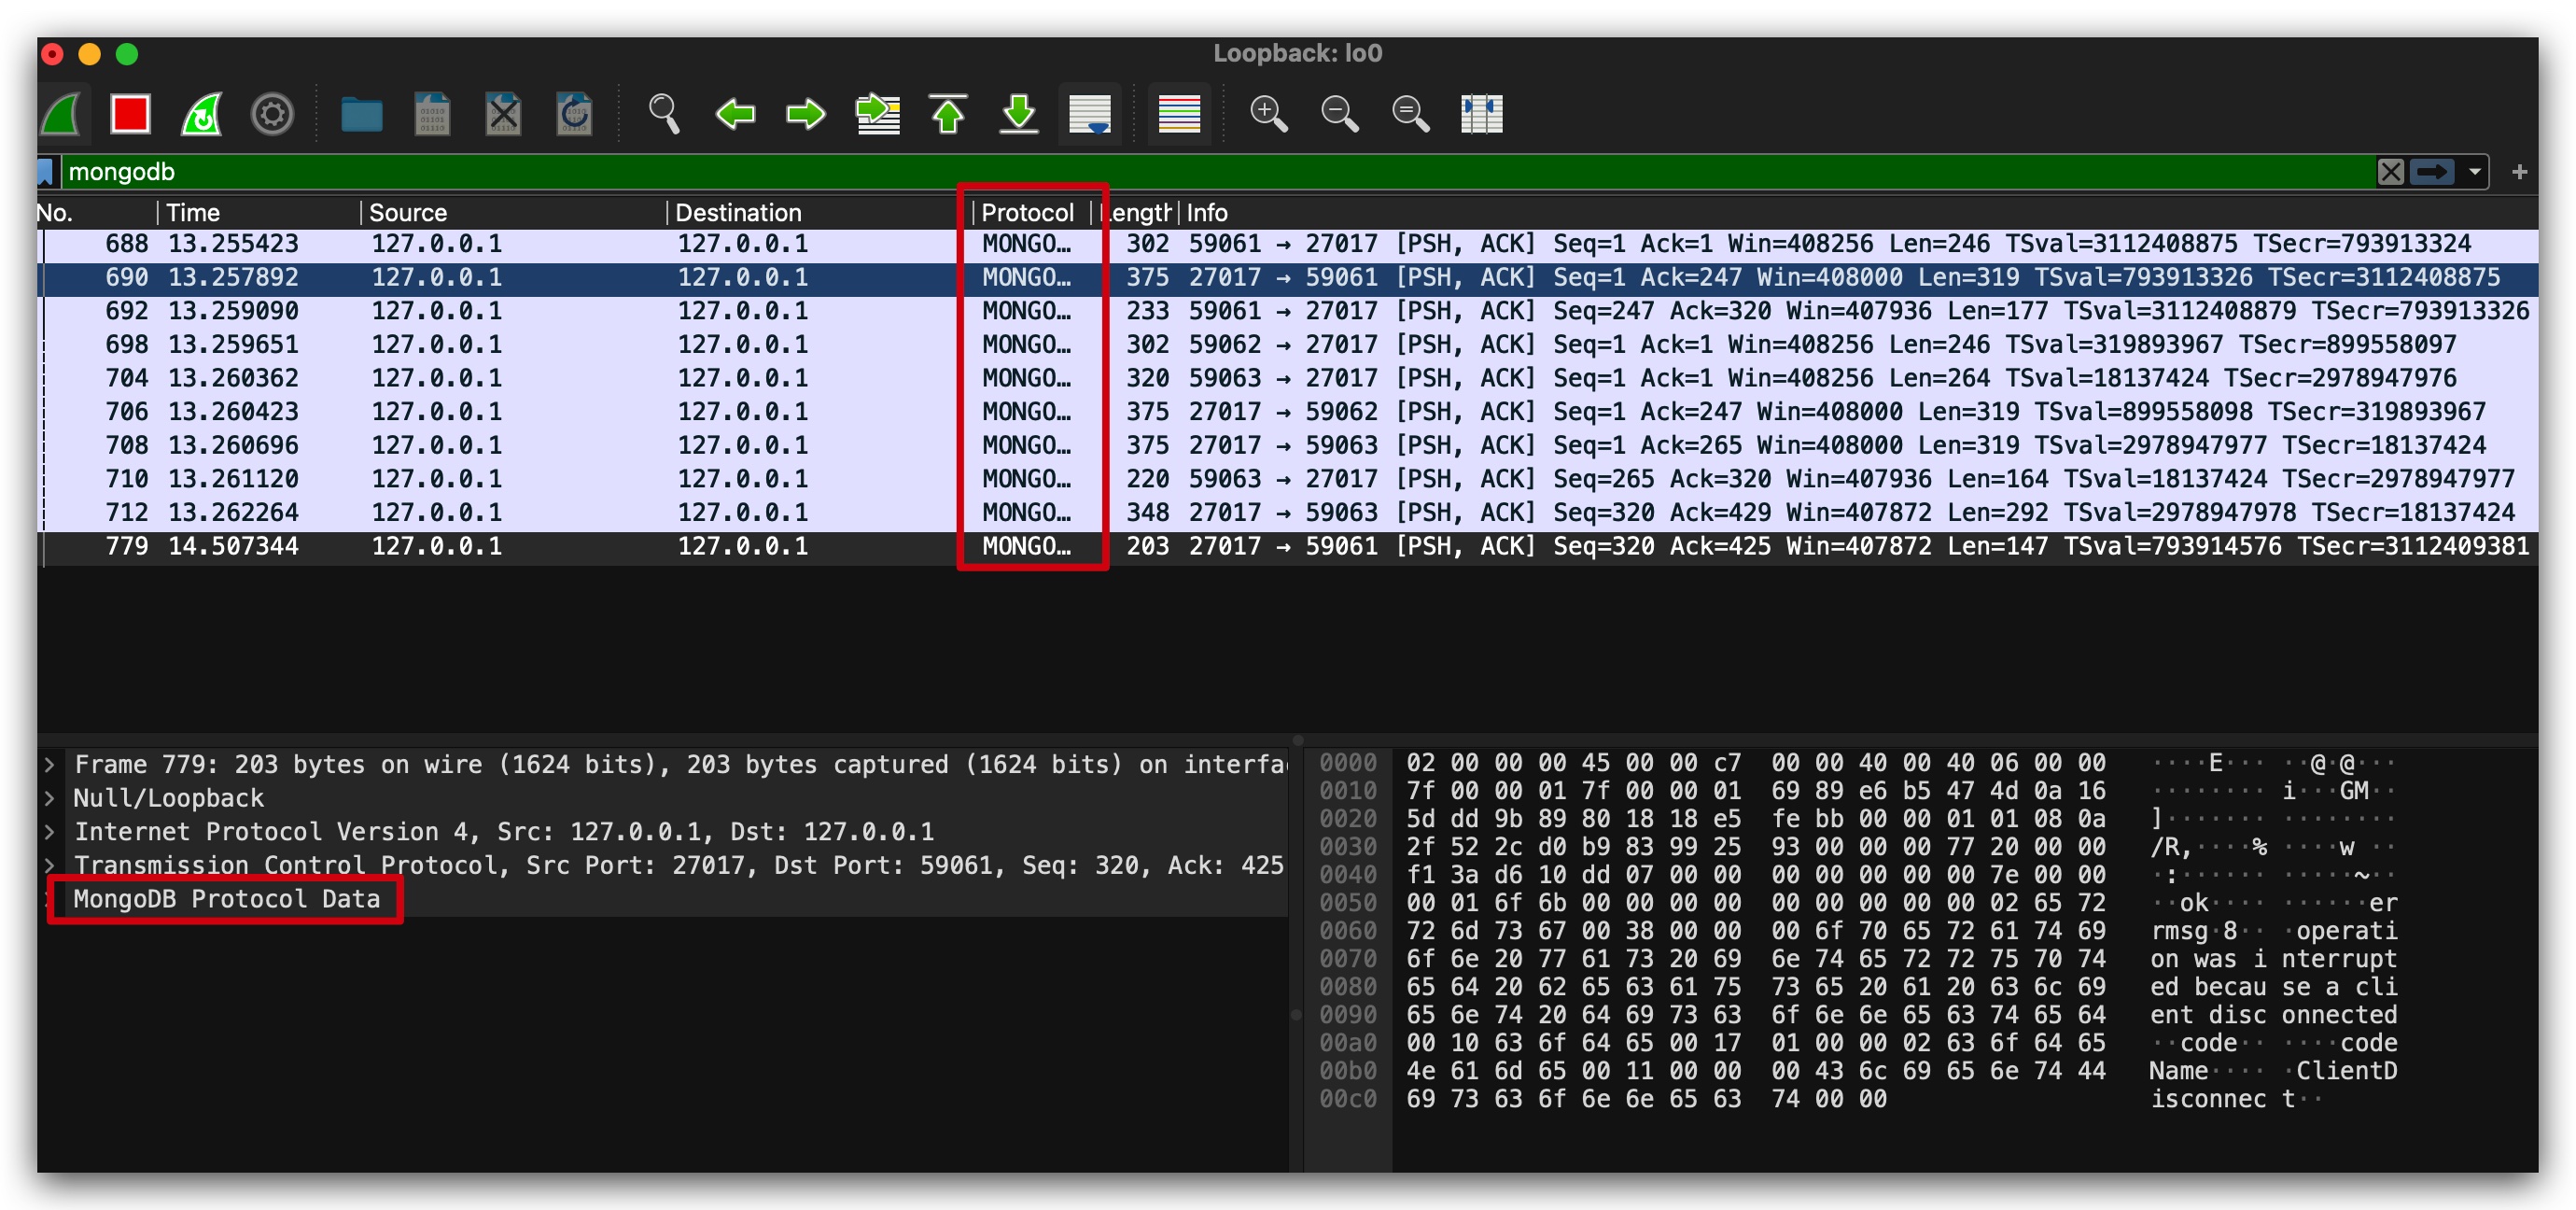 Loopback: lo0
mongodb
No. Time Source Destination Protocol Length Info
688 13.255423 127.0.0.1 127.0.0.1 MONGO… 302 59061 → 27017 [PSH, ACK] Seq=1 Ack=1 Win=408256 Len=246 TSval=3112408875 TSecr=793913324
690 13.257892 127.0.0.1 127.0.0.1 MONGO… 375 27017 → 59061 [PSH, ACK] Seq=1 Ack=247 Win=408000 Len=319 TSval=793913326 TSecr=3112408875
692 13.259090 127.0.0.1 127.0.0.1 MONGO… 233 59061 → 27017 [PSH, ACK] Seq=247 Ack=320 Win=407936 Len=177 TSval=3112408879 TSecr=793913326
698 13.259651 127.0.0.1 127.0.0.1 MONGO… 302 59062 → 27017 [PSH, ACK] Seq=1 Ack=1 Win=408256 Len=246 TSval=319893967 TSecr=899558097
704 13.260362 127.0.0.1 127.0.0.1 MONGO… 320 59063 → 27017 [PSH, ACK] Seq=1 Ack=1 Win=408256 Len=264 TSval=18137424 TSecr=2978947976
706 13.260423 127.0.0.1 127.0.0.1 MONGO… 375 27017 → 59062 [PSH, ACK] Seq=1 Ack=247 Win=408000 Len=319 TSval=899558098 TSecr=319893967
708 13.260696 127.0.0.1 127.0.0.1 MONGO… 375 27017 → 59063 [PSH, ACK] Seq=1 Ack=265 Win=408000 Len=319 TSval=2978947977 TSecr=18137424
710 13.261120 127.0.0.1 127.0.0.1 MONGO… 220 59063 → 27017 [PSH, ACK] Seq=265 Ack=320 Win=407936 Len=164 TSval=18137424 TSecr=2978947977
712 13.262264 127.0.0.1 127.0.0.1 MONGO… 348 27017 → 59063 [PSH, ACK] Seq=320 Ack=429 Win=407872 Len=292 TSval=2978947978 TSecr=18137424
779 14.507344 127.0.0.1 127.0.0.1 MONGO… 203 27017 → 59061 [PSH, ACK] Seq=320 Ack=425 Win=407872 Len=147 TSval=793914576 TSecr=3112409381
Frame 779: 203 bytes on wire (1624 bits), 203 bytes captured (1624 bits) on interfa
Null/Loopback
Internet Protocol Version 4, Src: 127.0.0.1, Dst: 127.0.0.1
Transmission Control Protocol, Src Port: 27017, Dst Port: 59061, Seq: 320, Ack: 425
MongoDB Protocol Data
0000 02 00 00 00 45 00 00 c7 00 00 40 00 40 06 00 00 ····E··· ··@·@···
0010 7f 00 00 01 7f 00 00 01 69 89 e6 b5 47 4d 0a 16 ········ i···GM··
0020 5d dd 9b 89 80 18 18 e5 fe bb 00 00 01 01 08 0a ]······· ········
0030 2f 52 2c d0 b9 83 99 25 93 00 00 00 77 20 00 00 /R,····% ····w ··
0040 f1 3a d6 10 dd 07 00 00 00 00 00 00 00 7e 00 00 ·:······ ·····~··
0050 00 01 6f 6b 00 00 00 00 00 00 00 00 00 02 65 72 ··ok···· ······er
0060 72 6d 73 67 00 38 00 00 00 6f 70 65 72 61 74 69 rmsg·8·· ·operati
0070 6f 6e 20 77 61 73 20 69 6e 74 65 72 72 75 70 74 on was i nterrupt
0080 65 64 20 62 65 63 61 75 73 65 20 61 20 63 6c 69 ed becau se a cli
0090 65 6e 74 20 64 69 73 63 6f 6e 6e 65 63 74 65 64 ent disc onnected
00a0 00 10 63 6f 64 65 00 17 01 00 00 02 63 6f 64 65 ··code·· ····code
00b0 4e 61 6d 65 00 11 00 00 00 43 6c 69 65 6e 74 44 Name···· ·ClientD
00c0 69 73 63 6f 6e 6e 65 63 74 00 00 isconnec t··